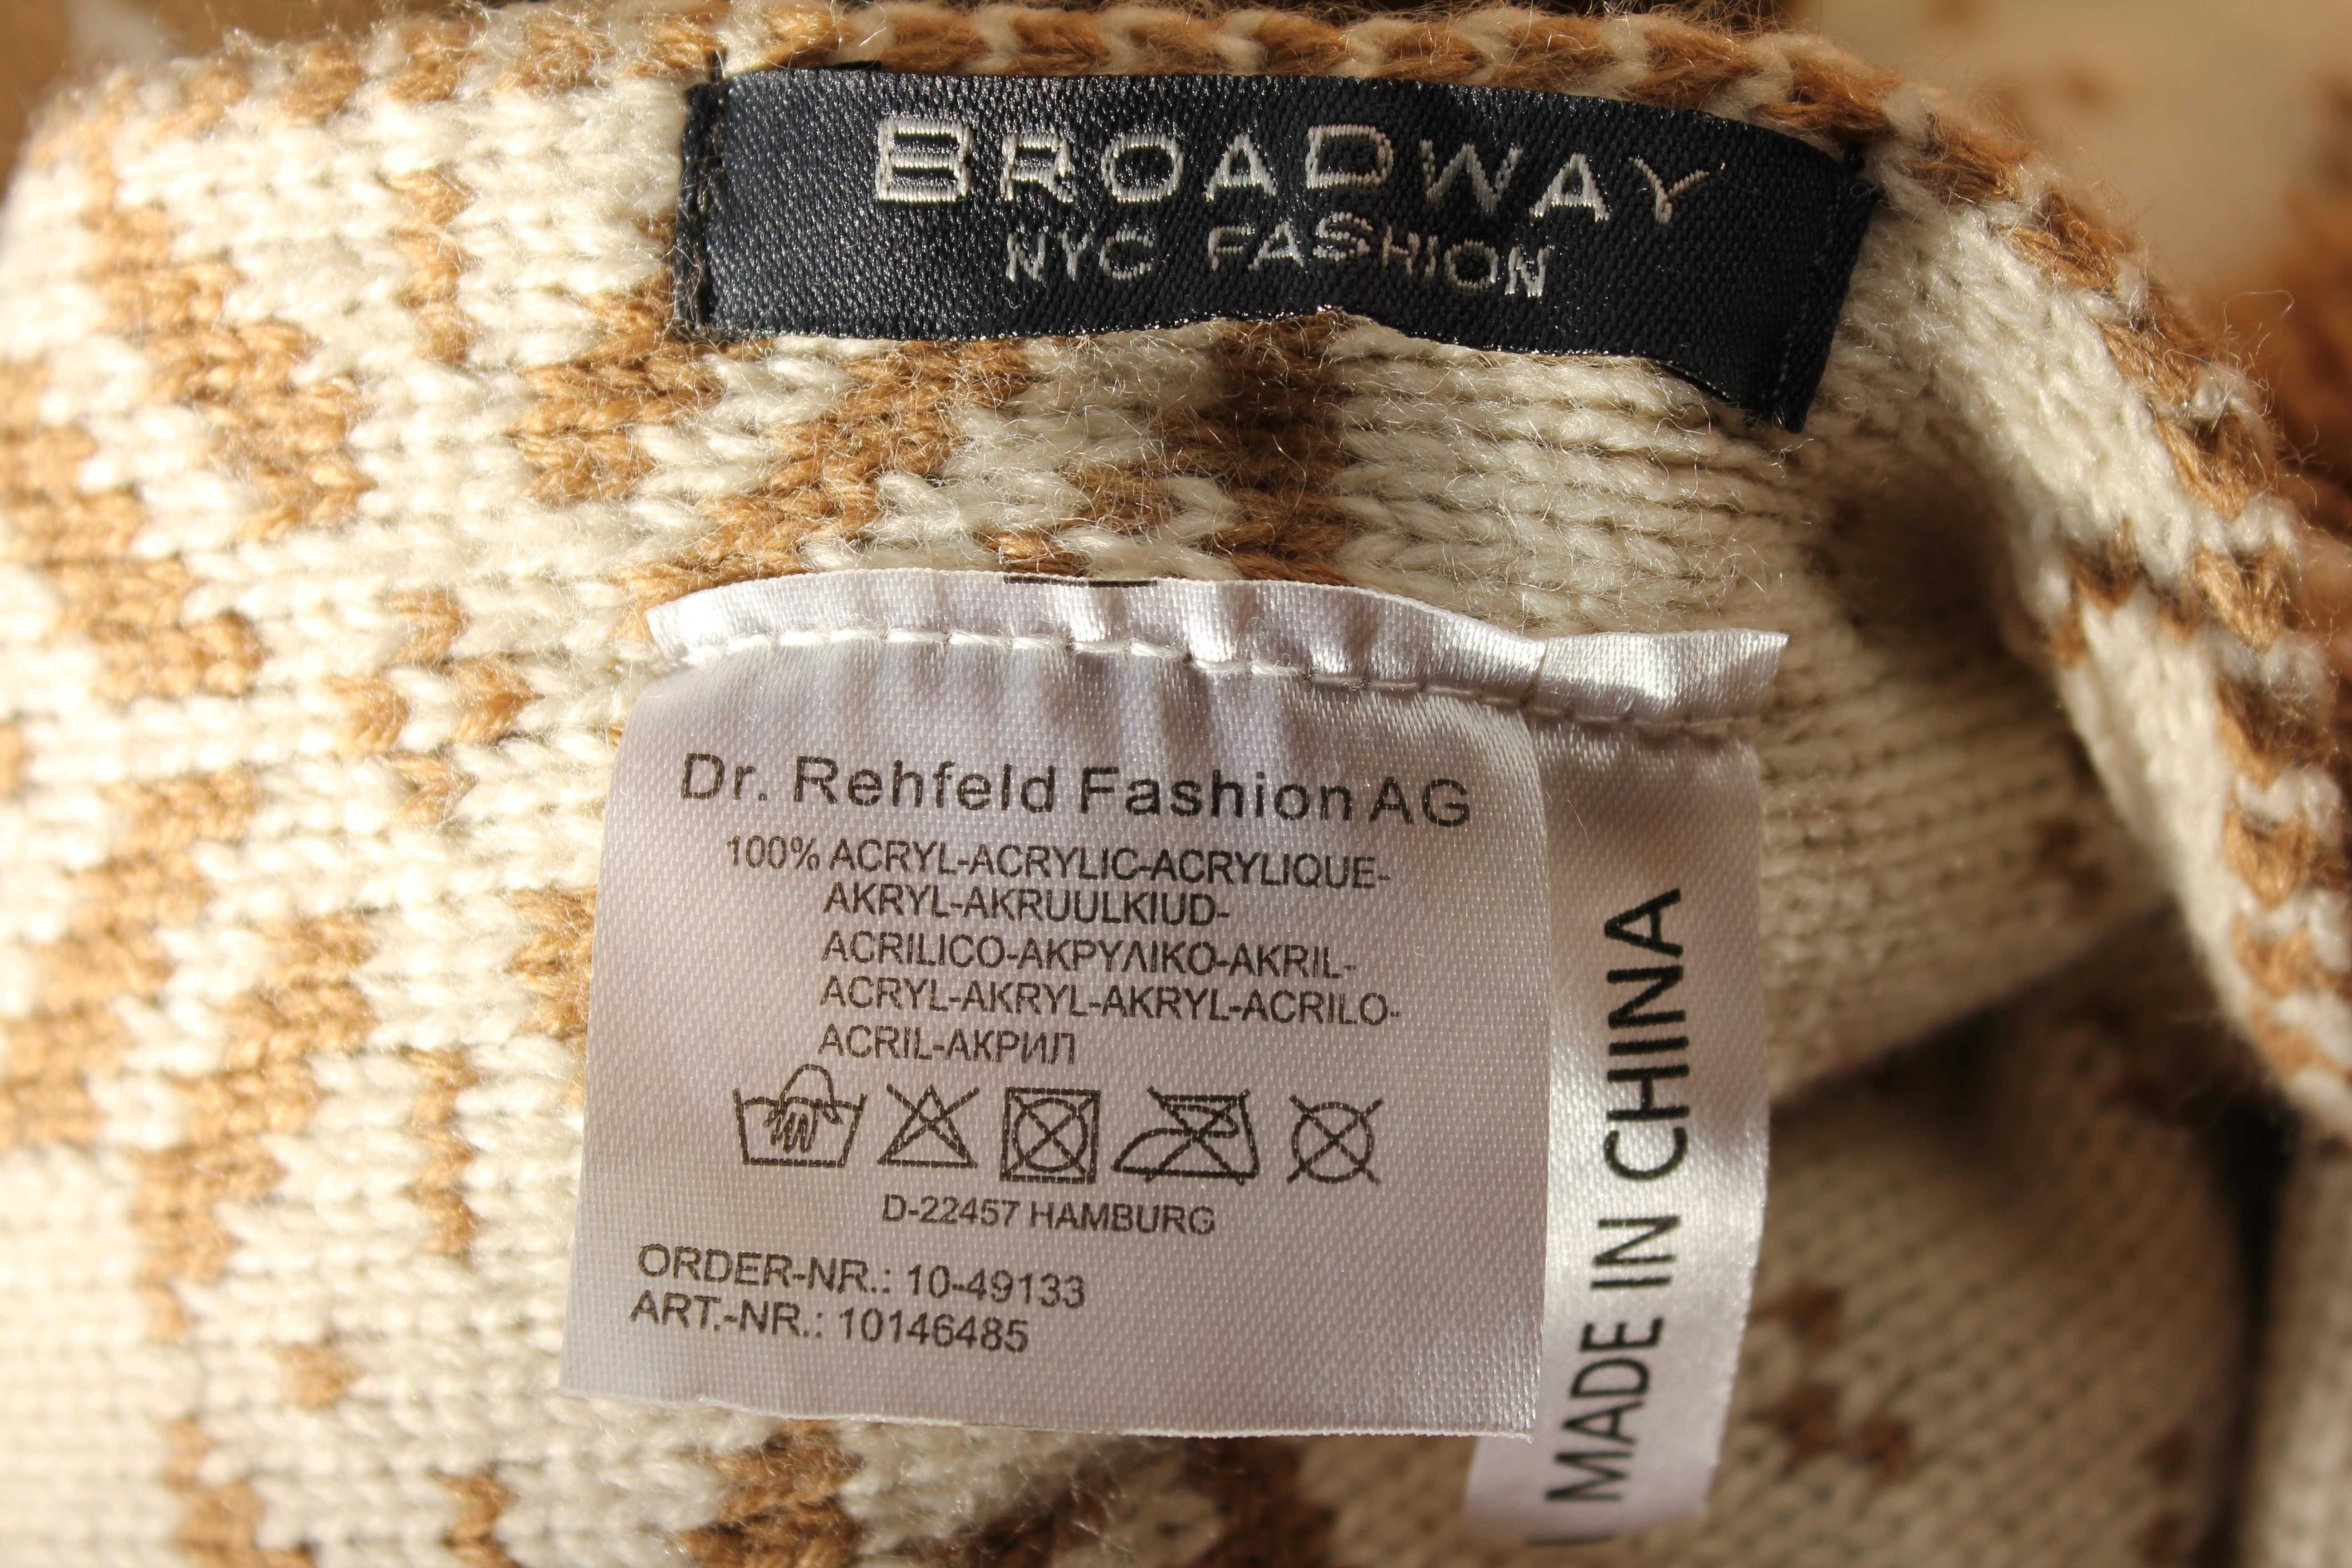 BROADWAY
NYC FASHION
Dr. Rehfeld Fashion AG
100% ACRYL-ACRYLIC-ACRYLIQUE-
AKRYL-AKRUULKIUD-
ACRILICO-ΑΚΡΥΛΙΚΟ-AKRIL-
ACRYL-AKRYL-AKRYL-ACRILO-
ACRIL-АКРИЛ
D-22457 HAMBURG
ORDER-NR.: 10-49133
ART.-NR.: 10146485
MADE IN CHINA